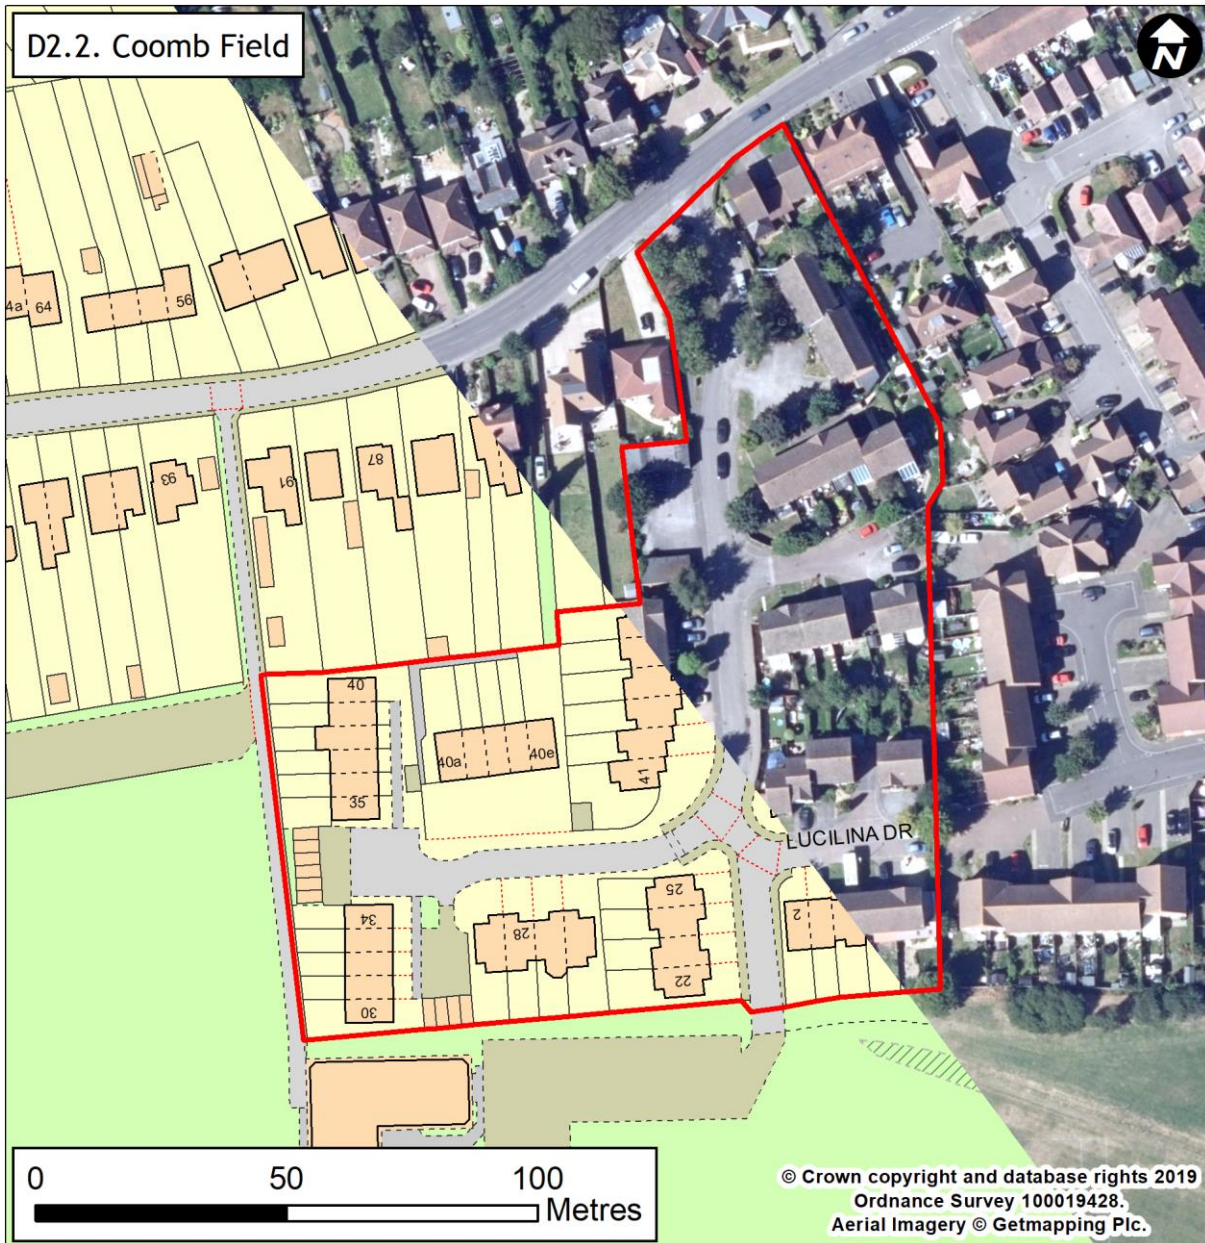 D2.2. Coomb Field
N
4a 64
56
93
91
87
40
40a
40e
35
41
LUCILINA DR
34
28
25
2
30
22
0 50 100
Metres
© Crown copyright and database rights 2019
Ordnance Survey 100019428.
Aerial Imagery © Getmapping Plc.